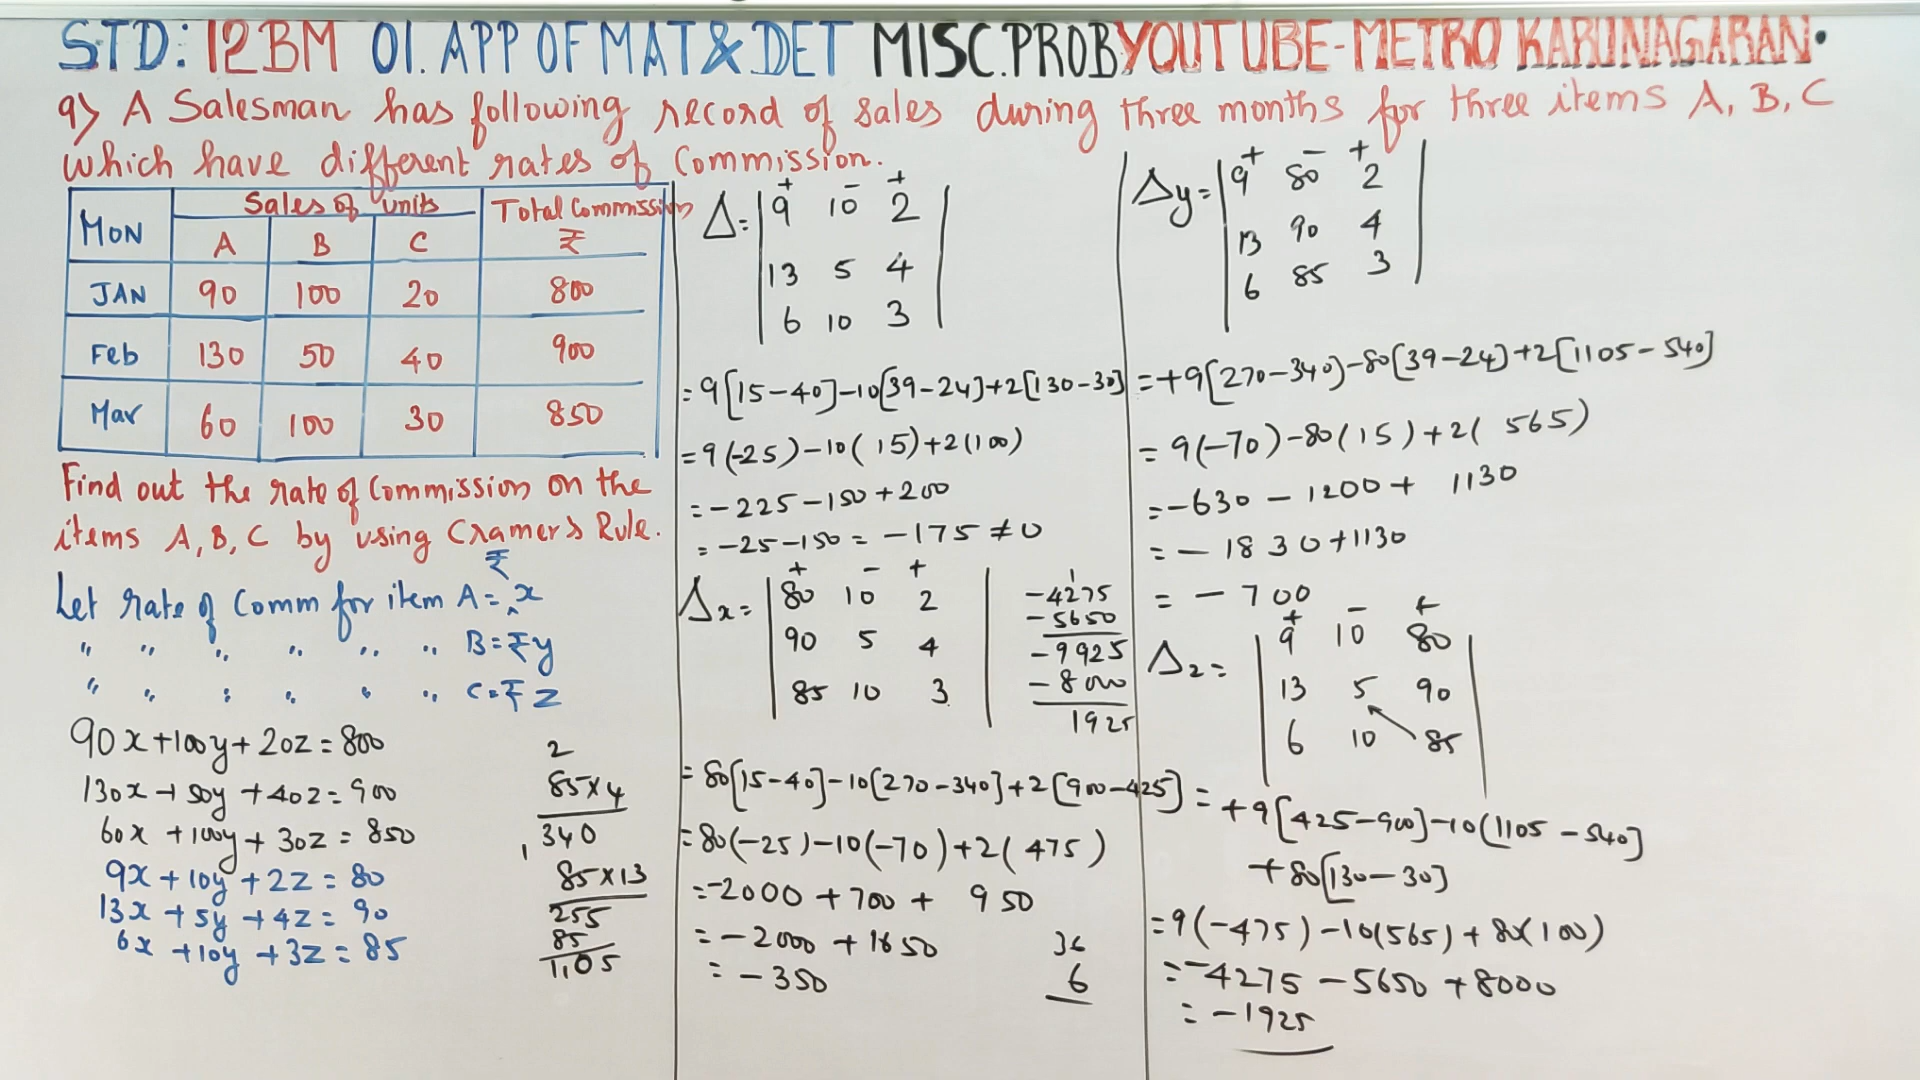 STD: 12BM 01. APP OF MAT & DET MISC. PROB YOUTUBE-METRO KARUNAGARAN.
9) A Salesman has following record of sales during three months for three items A, B, C
which have different rates of Commission.
MON Sales of units Total Commission ₹
A B C
JAN 90 100 20 800
Feb 130 50 40 900
Mar 60 100 30 850
Find out the rate of Commission on the
items A, B, C by using Cramer's Rule.
Let rate of Comm for item A = ₹ x
" " " " " " B = ₹ y
" " " " " " C = ₹ z
90x+100y+20z = 800
130x+50y+40z = 900
60x+100y+30z = 850
9x+10y+2z = 80
13x+5y+4z = 90
6x+10y+3z = 85
2
85×4
340
1
85×13
255
85
1105
Δ =
+ - +
9 10 2
13 5 4
6 10 3
= 9[15-40]-10[39-24]+2[130-30]
= 9(-25)-10(15)+2(100)
= -225-150+200
= -25-150 = -175 ≠ 0
Δx =
+ - +
80 10 2
90 5 4
85 10 3
1
-4275
-5650
-9925
-8000
1925
= 80[15-40]-10[270-340]+2[900-425]
= 80(-25)-10(-70)+2(475)
= -2000+700+ 950
= -2000+1650
= -350
36
6
Δy =
+ - +
9 80 2
13 90 4
6 85 3
= +9[270-340]-80[39-24]+2[1105-540]
= 9(-70)-80(15)+2(565)
= -630-1200+1130
= -1830+1130
= -700
Δz =
+ - +
9 10 80
13 5 90
6 10 85
= +9[425-900]-10[1105-540]
+80[130-30]
= 9(-475)-10(565)+80(100)
= -4275-5650+8000
= -1925